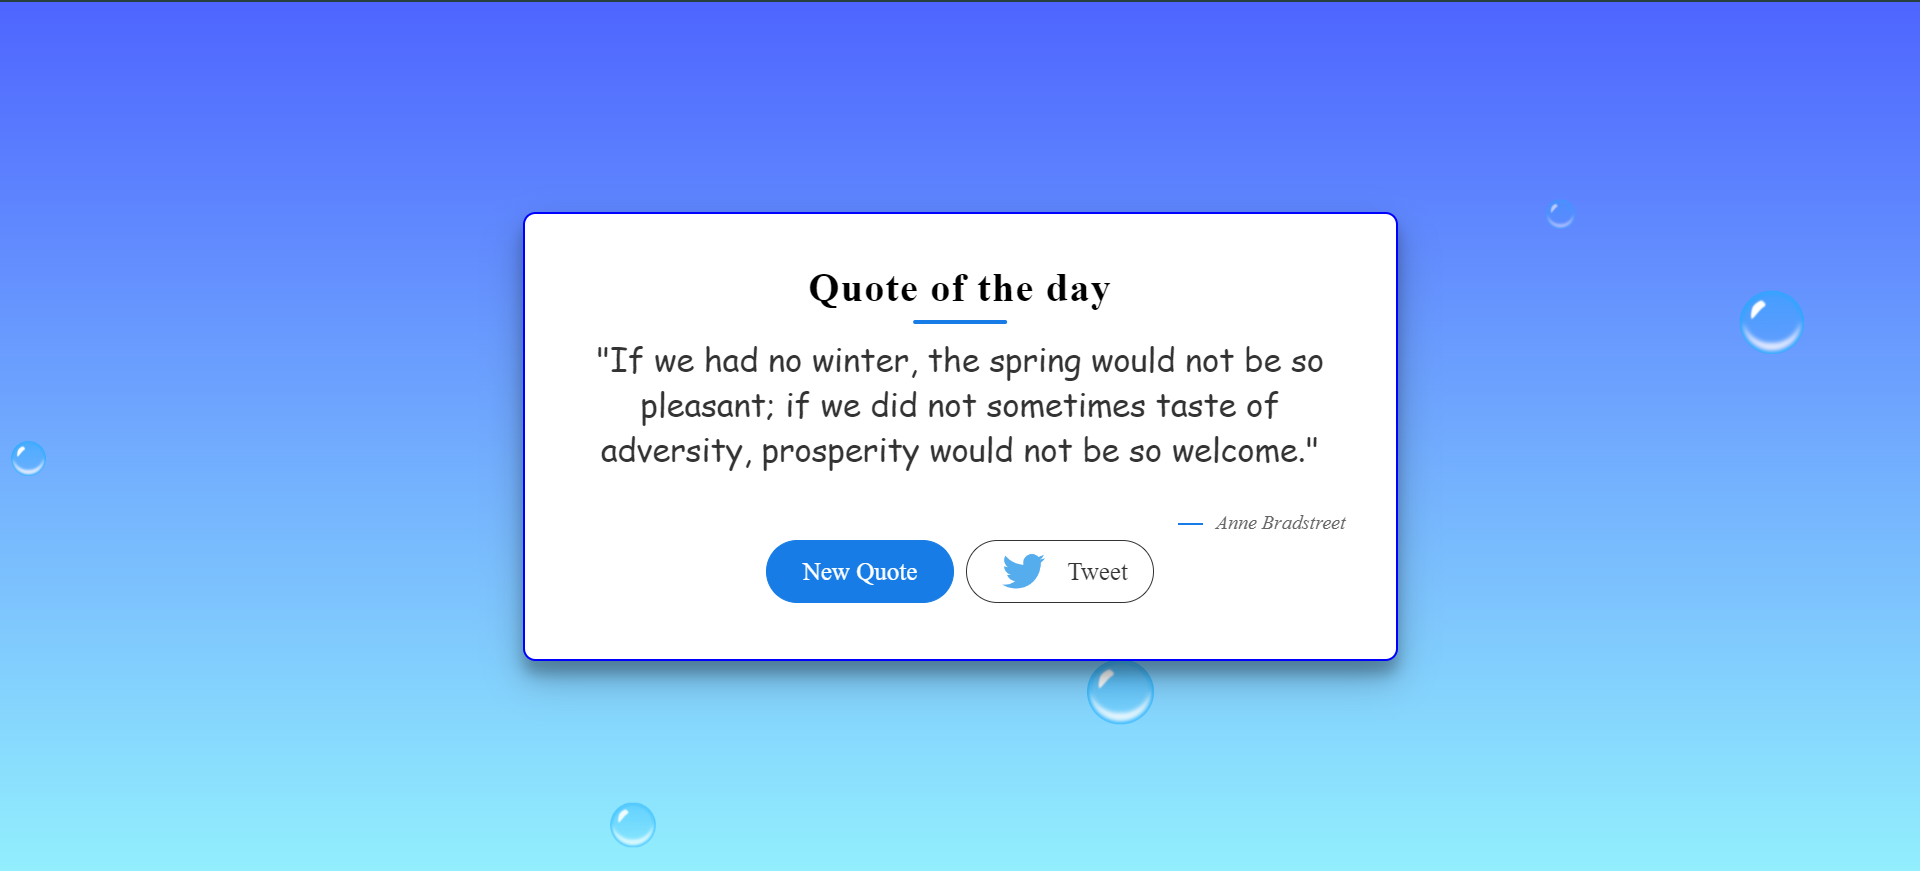 Quote of the day
"If we had no winter, the spring would not be so
pleasant; if we did not sometimes taste of
adversity, prosperity would not be so welcome."
Anne Bradstreet
New Quote
Tweet